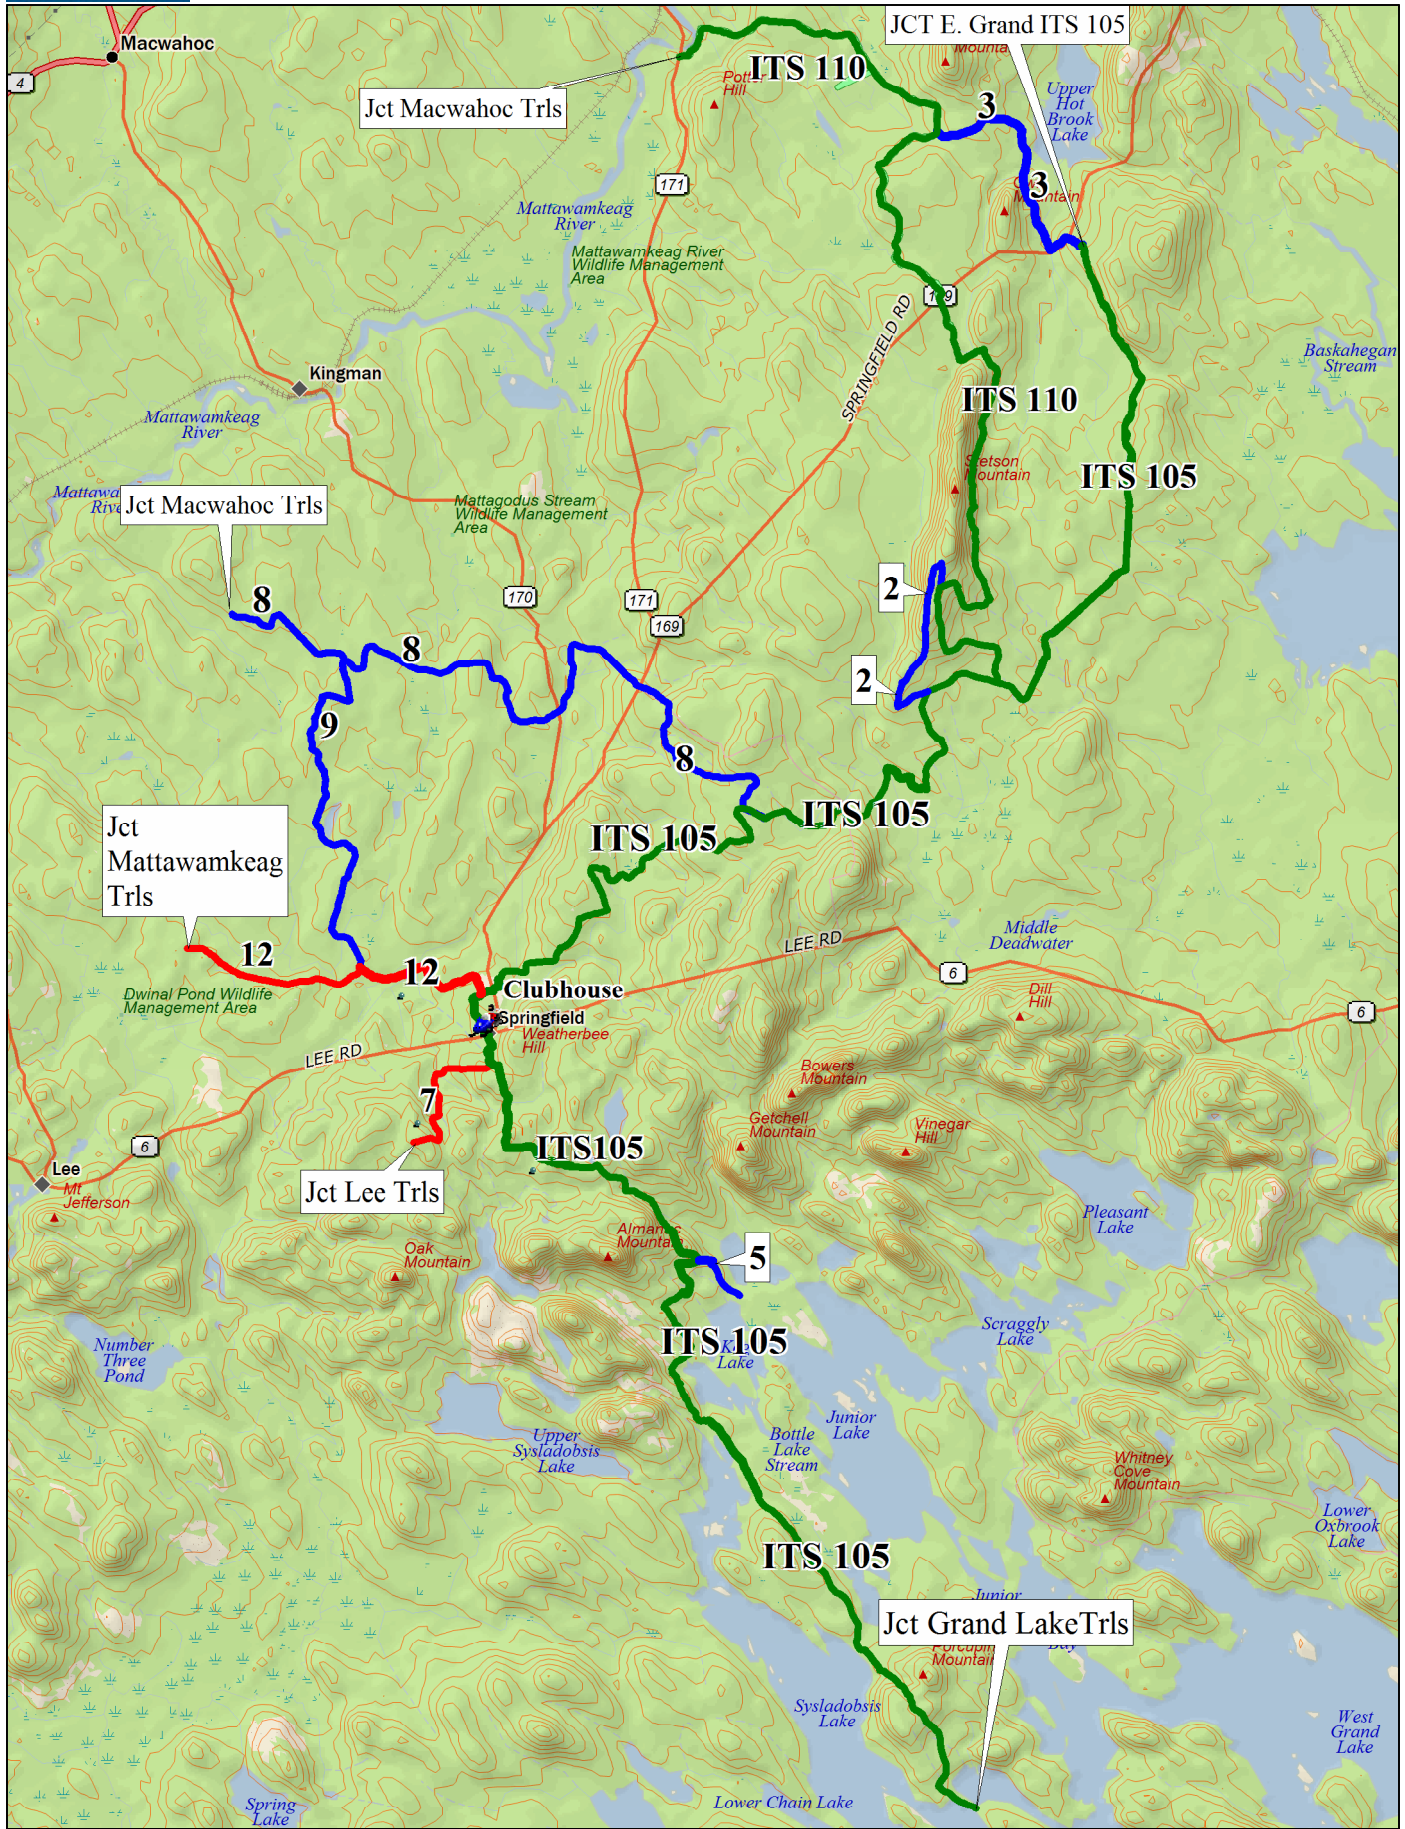 JCT E. Grand ITS 105
Macwahoc
ITS 110
4
Potter
Hill
Jct Macwahoc Trls
Upper
Hot
Brook
Lake
3
171
3
Mattawamkeag
River
Mattawamkeag River
Wildlife Management
Area
SPRINGFIELD RD
Baskahegan
Stream
Kingman
ITS 110
Mattawamkeag
River
Stetson
Mountain
ITS 105
Jct Macwahoc Trls
Mattagodus Stream
Wildlife Management
Area
2
170
8
171
169
8
2
9
8
ITS 105
ITS 105
Jct
Mattawamkeag
Trls
Middle
Deadwater
LEE RD
12
12
6
Dwinal Pond Wildlife
Management Area
Clubhouse
Springfield
Dill
Hill
6
Weatherbee
Hill
LEE RD
Bowers
Mountain
7
Getchell
Mountain
Vinegar
Hill
6
ITS105
Lee
Mt
Jefferson
Jct Lee Trls
Pleasant
Lake
Oak
Mountain
5
Scraggly
Lake
ITS 105
Lake
Number
Three
Pond
Junior
Lake
Upper
Sysladobsis
Lake
Bottle
Lake
Stream
Whitney
Cove
Mountain
Lower
Oxbrook
Lake
ITS 105
Junior
Jct Grand LakeTrls
Bay
Mountain
Sysladobsis
Lake
West
Grand
Lake
Spring
Lake
Lower Chain Lake